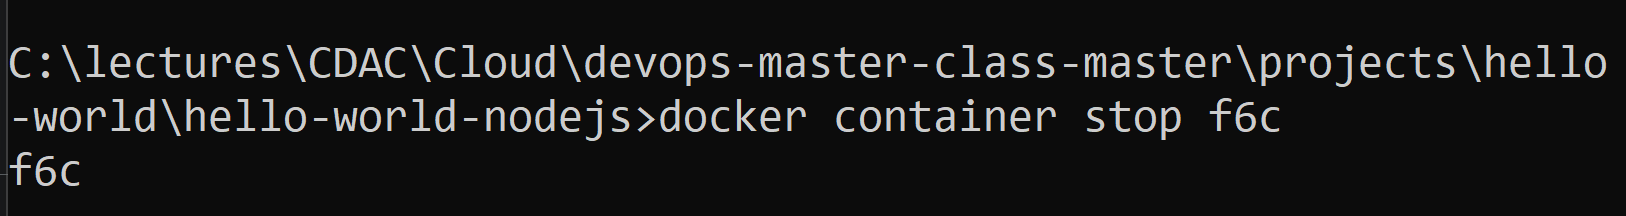 C:\lectures\CDAC\Cloud\devops-master-class-master\projects\hello
-world\hello-world-nodejs>docker container stop f6c
f6c